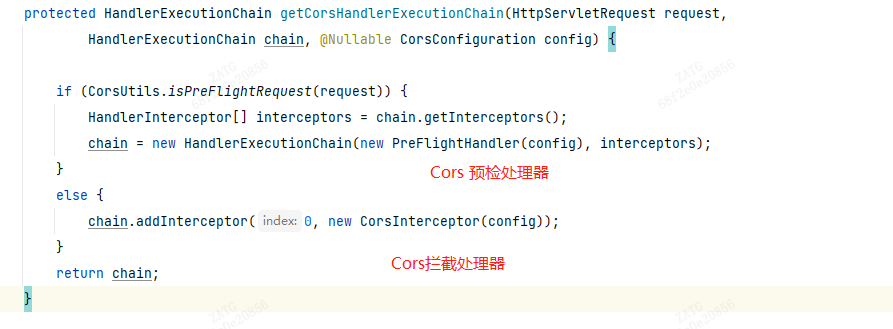 protected HandlerExecutionChain getCorsHandlerExecutionChain(HttpServletRequest request,
HandlerExecutionChain chain, @Nullable CorsConfiguration config) {
if (CorsUtils.isPreFlightRequest(request)) {
HandlerInterceptor[] interceptors = chain.getInterceptors();
chain = new HandlerExecutionChain(new PreFlightHandler(config), interceptors);
}
Cors 预检处理器
else {
chain.addInterceptor( index: 0, new CorsInterceptor(config));
}
Cors拦截处理器
return chain;
}